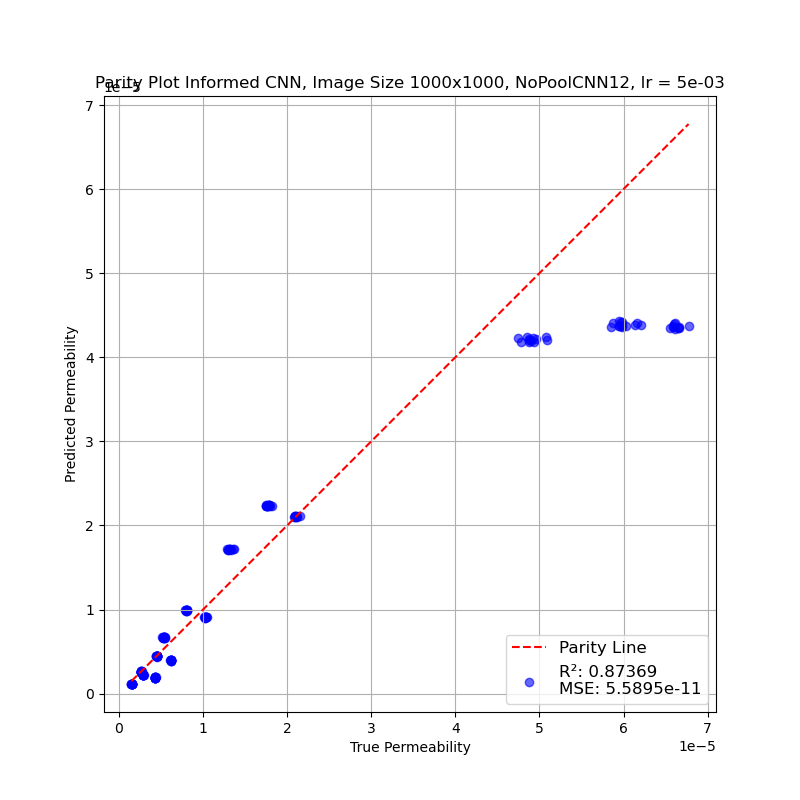 Parity Plot Informed CNN, Image Size 1000x1000, NoPoolCNN12, lr = 5e-03
1e-5
7
6
5
4
3
2
1
0
Predicted Permeability
Parity Line
R²: 0.87369
MSE: 5.5895e-11
0 1 2 3 4 5 6 7
True Permeability
1e-5